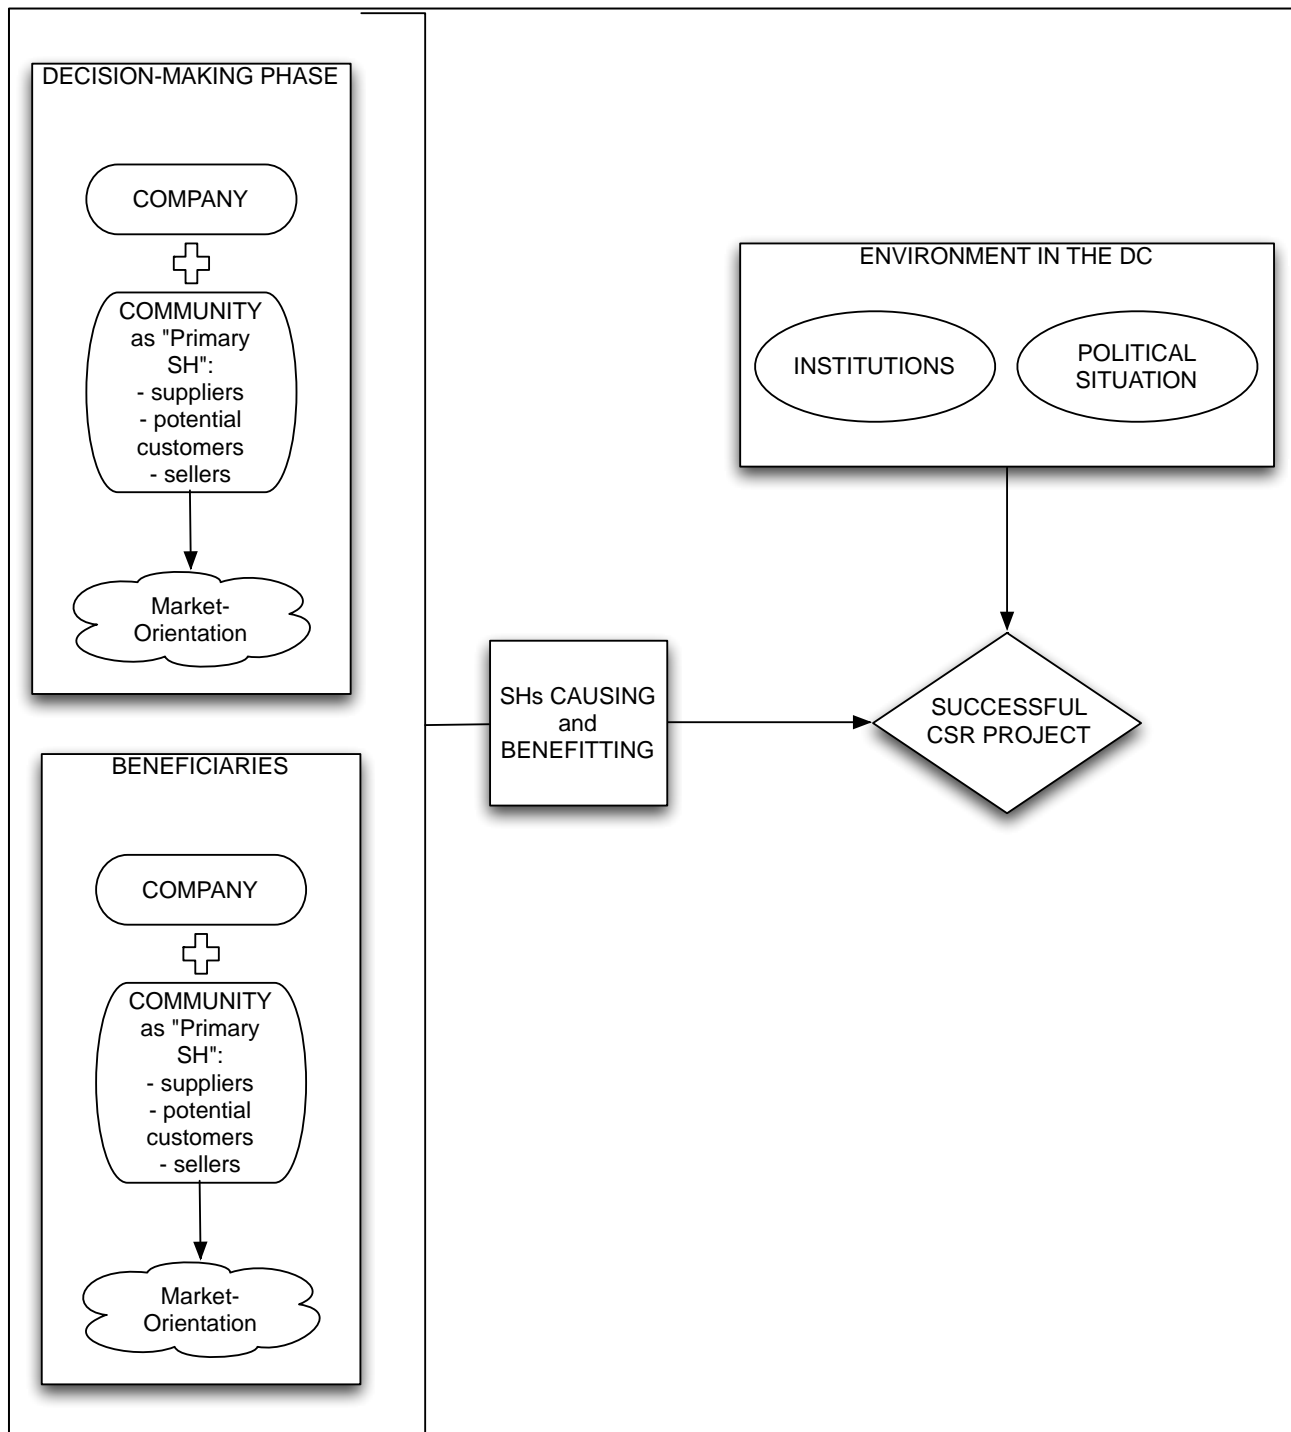 DECISION-MAKING PHASE
COMPANY
COMMUNITY
as "Primary
SH":
- suppliers
- potential
customers
- sellers
Market-
Orientation
BENEFICIARIES
COMPANY
COMMUNITY
as "Primary
SH":
- suppliers
- potential
customers
- sellers
Market-
Orientation
SHs CAUSING
and
BENEFITTING
ENVIRONMENT IN THE DC
INSTITUTIONS
POLITICAL
SITUATION
SUCCESSFUL
CSR PROJECT